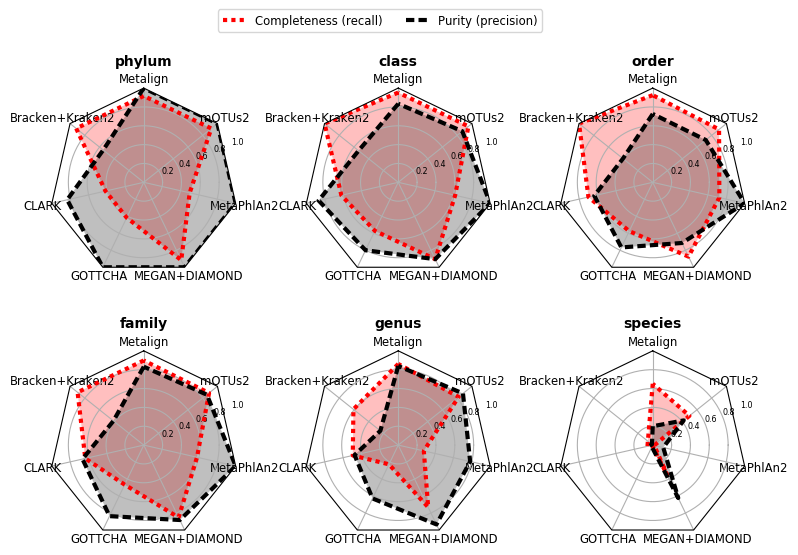 Completeness (recall) Purity (precision)
phylum class order
Metalign Metalign Metalign
Bracken+Kraken2 mOTUs2 Bracken+Kraken2 mOTUs2 Bracken+Kraken2 mOTUs2
0.2 0.4 0.6 0.8 1.0 0.2 0.4 0.6 0.8 1.0 0.2 0.4 0.6 0.8 1.0
CLARK MetaPhlAn2 CLARK MetaPhlAn2 CLARK MetaPhlAn2
GOTTCHA MEGAN+DIAMOND GOTTCHA MEGAN+DIAMOND GOTTCHA MEGAN+DIAMOND
family genus species
Metalign Metalign Metalign
Bracken+Kraken2 mOTUs2 Bracken+Kraken2 mOTUs2 Bracken+Kraken2 mOTUs2
0.2 0.4 0.6 0.8 1.0 0.2 0.4 0.6 0.8 1.0 0.2 0.4 0.6 0.8 1.0
CLARK MetaPhlAn2 CLARK MetaPhlAn2 CLARK MetaPhlAn2
GOTTCHA MEGAN+DIAMOND GOTTCHA MEGAN+DIAMOND GOTTCHA MEGAN+DIAMOND